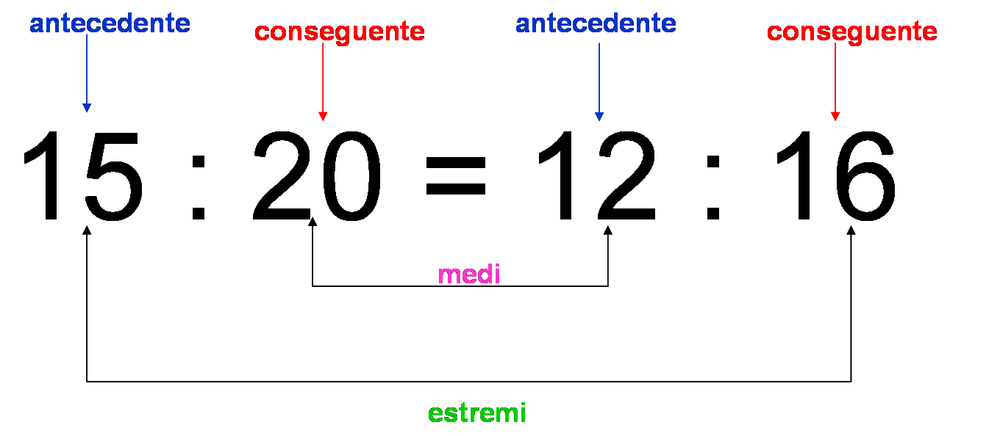 antecedente conseguente antecedente conseguente
15 : 20 = 12 : 16
medi
estremi